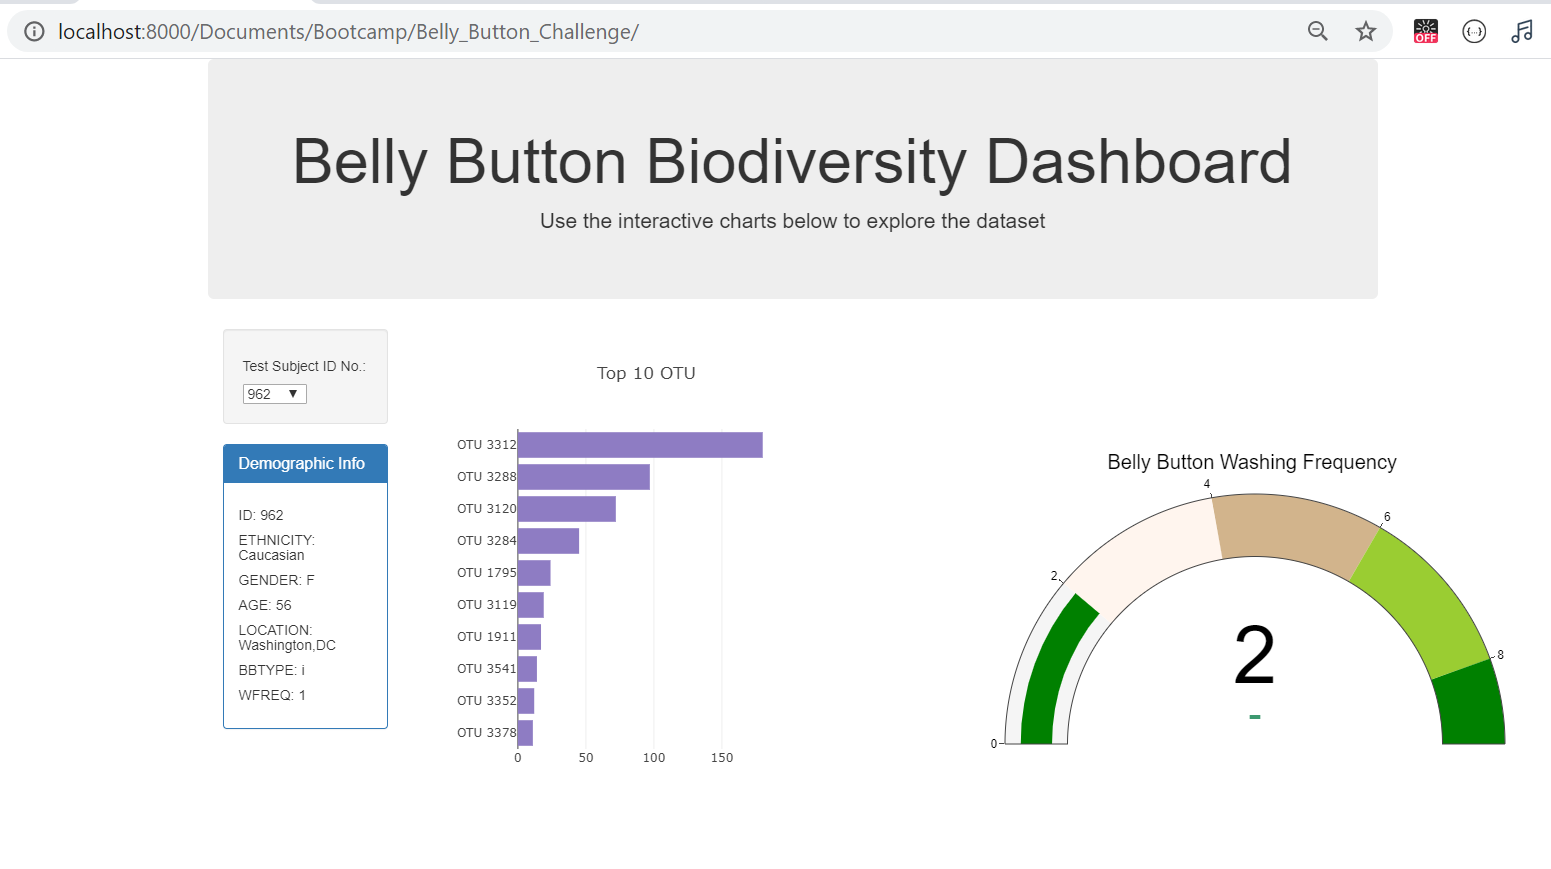 localhost:8000/Documents/Bootcamp/Belly_Button_Challenge/
OFF
{···}
Belly Button Biodiversity Dashboard
Use the interactive charts below to explore the dataset
Test Subject ID No.:
962
Demographic Info
ID: 962
ETHNICITY:
Caucasian
GENDER: F
AGE: 56
LOCATION:
Washington,DC
BBTYPE: i
WFREQ: 1
Top 10 OTU
OTU 3312
OTU 3288
OTU 3120
OTU 3284
OTU 1795
OTU 3119
OTU 1911
OTU 3541
OTU 3352
OTU 3378
0 50 100 150
Belly Button Washing Frequency
0
2
4
6
8
2
-